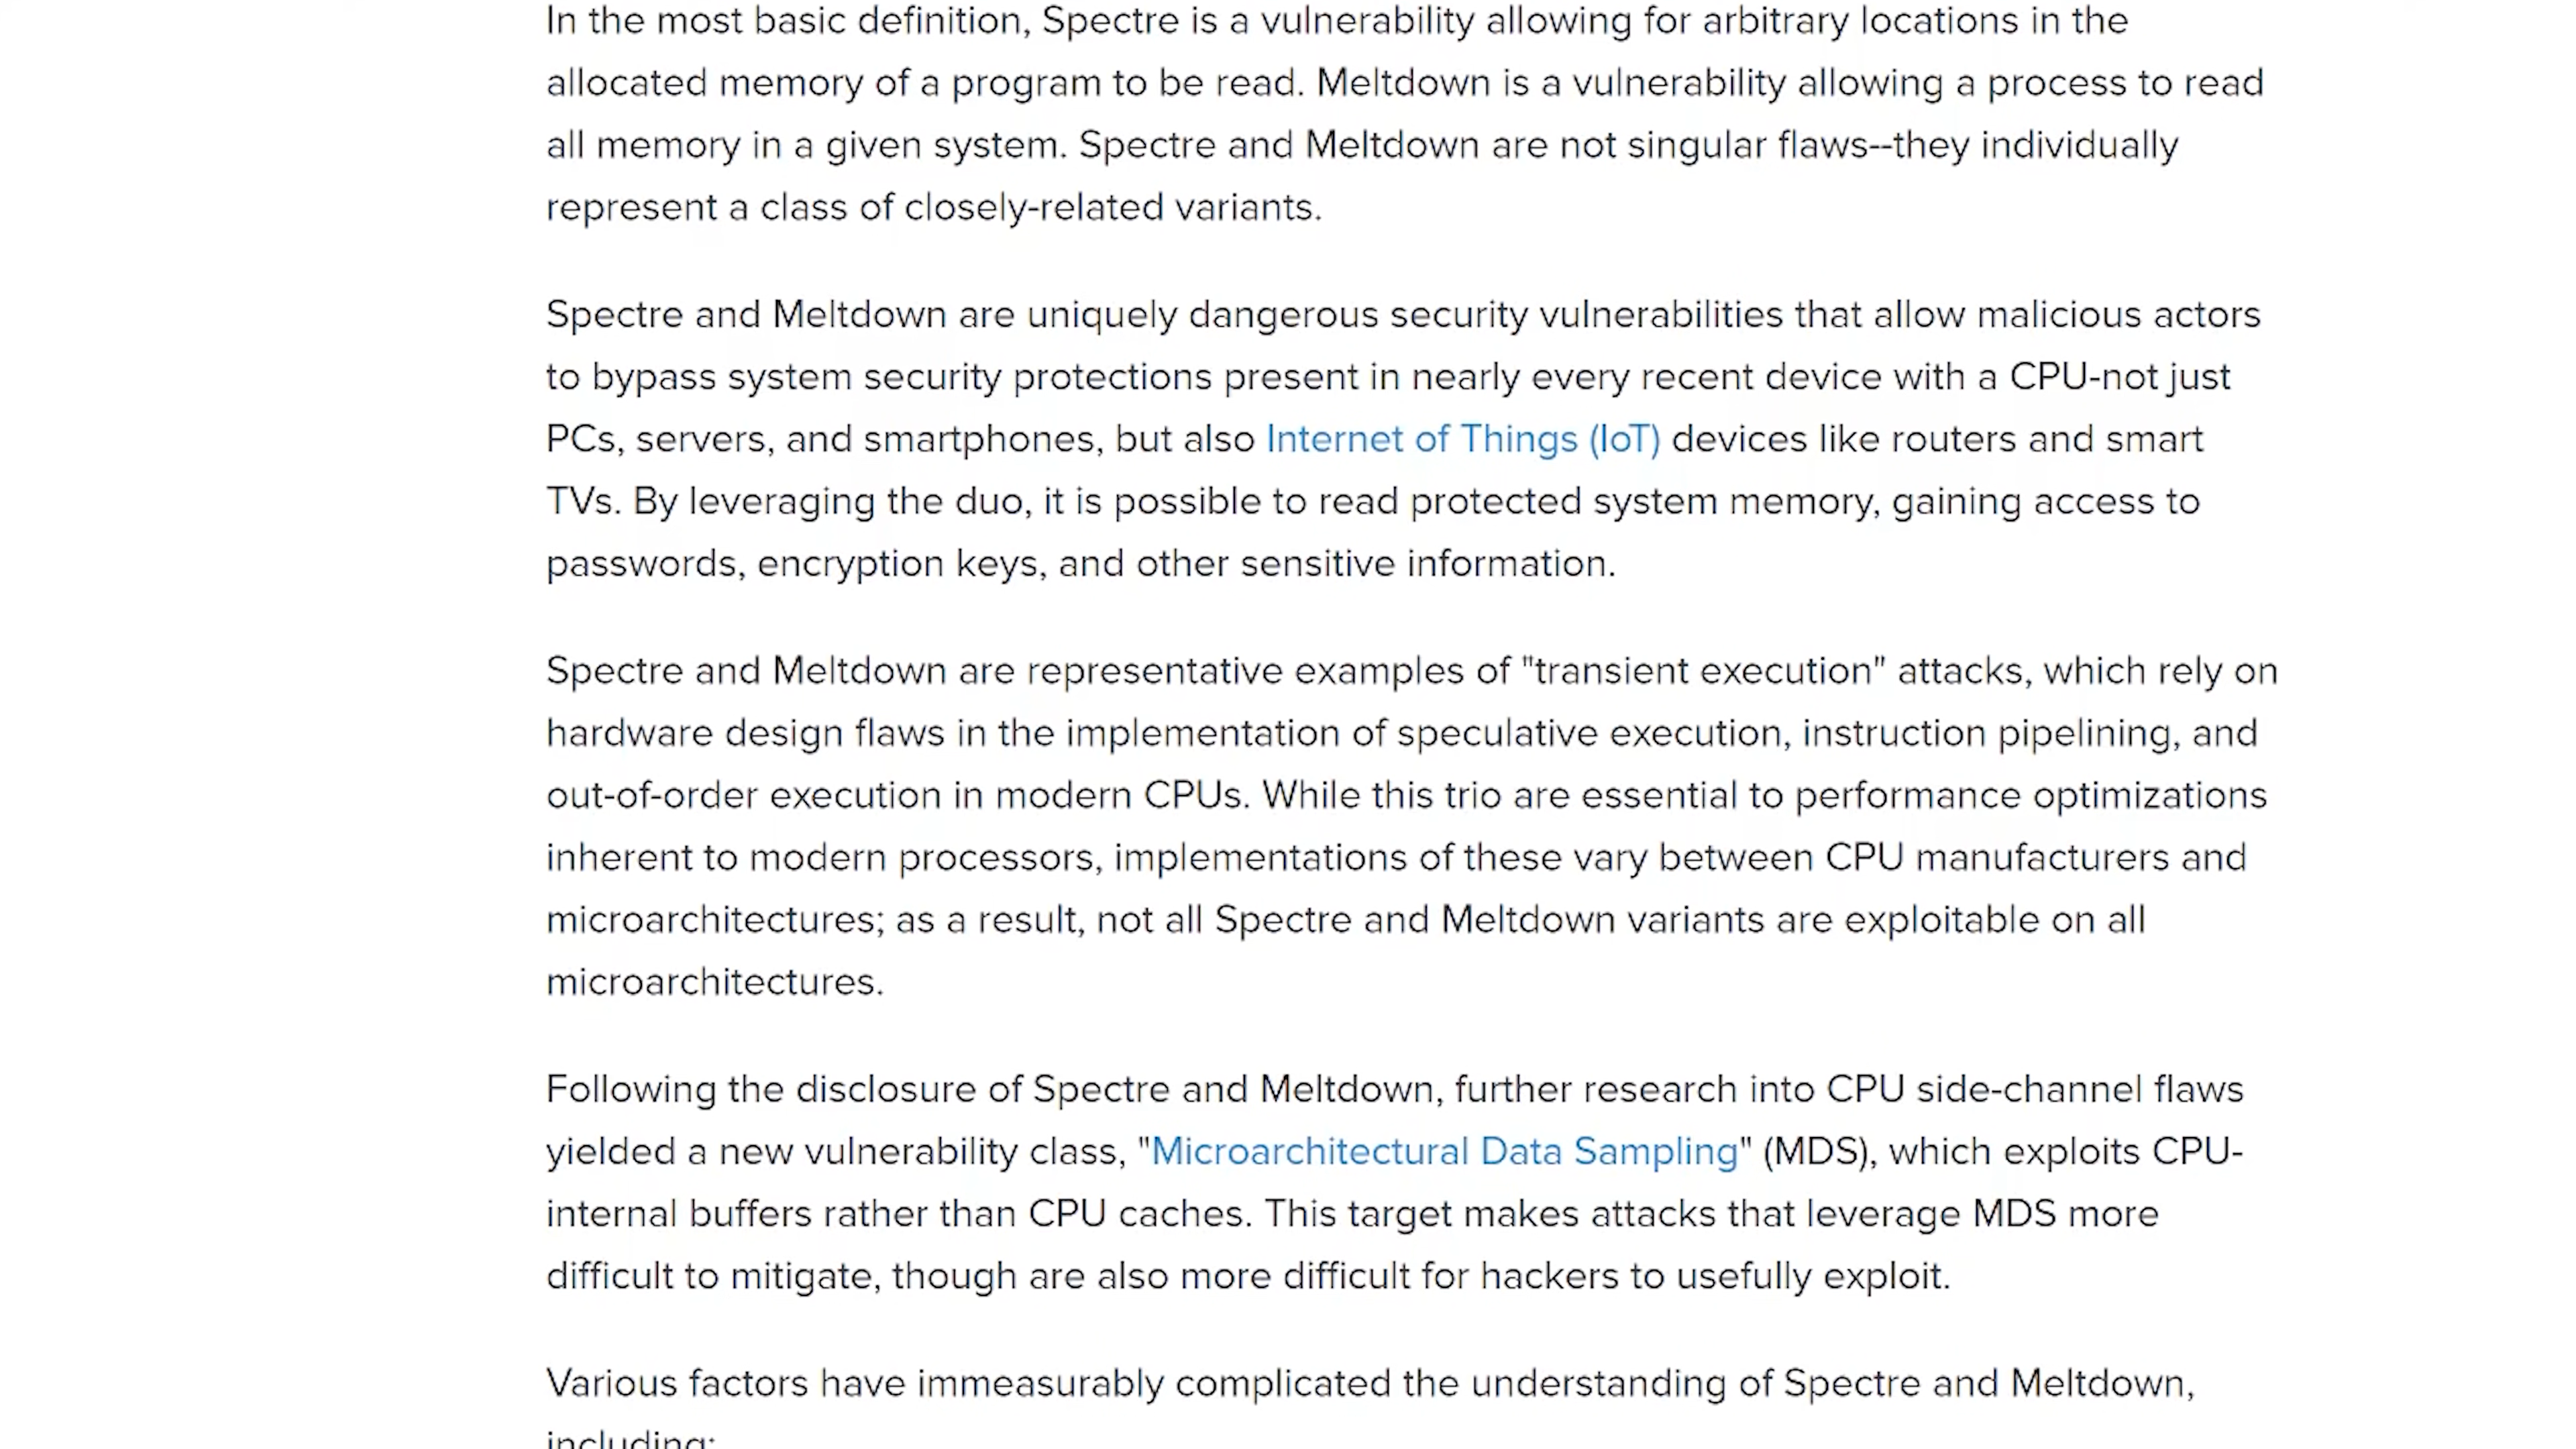 In the most basic definition, Spectre is a vulnerability allowing for arbitrary locations in the
allocated memory of a program to be read. Meltdown is a vulnerability allowing a process to read
all memory in a given system. Spectre and Meltdown are not singular flaws--they individually
represent a class of closely-related variants.
Spectre and Meltdown are uniquely dangerous security vulnerabilities that allow malicious actors
to bypass system security protections present in nearly every recent device with a CPU-not just
PCs, servers, and smartphones, but also Internet of Things (IoT) devices like routers and smart
TVs. By leveraging the duo, it is possible to read protected system memory, gaining access to
passwords, encryption keys, and other sensitive information.
Spectre and Meltdown are representative examples of "transient execution" attacks, which rely on
hardware design flaws in the implementation of speculative execution, instruction pipelining, and
out-of-order execution in modern CPUs. While this trio are essential to performance optimizations
inherent to modern processors, implementations of these vary between CPU manufacturers and
microarchitectures; as a result, not all Spectre and Meltdown variants are exploitable on all
microarchitectures.
Following the disclosure of Spectre and Meltdown, further research into CPU side-channel flaws
yielded a new vulnerability class, "Microarchitectural Data Sampling" (MDS), which exploits CPU-
internal buffers rather than CPU caches. This target makes attacks that leverage MDS more
difficult to mitigate, though are also more difficult for hackers to usefully exploit.
Various factors have immeasurably complicated the understanding of Spectre and Meltdown,
including: